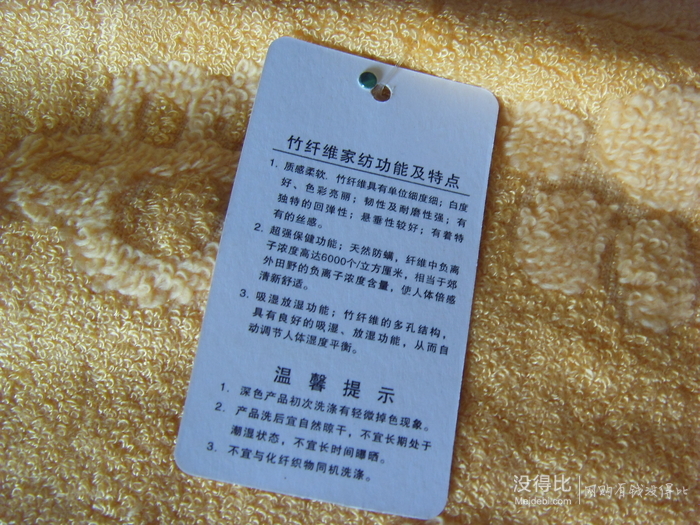 竹纤维家纺功能及特点
1、质感柔软. 竹纤维具有单位细度细；白度
好、色彩亮丽；韧性及耐磨性强；有
独特的回弹性；悬垂性较好；有着特
有的丝感。
2、超强保健功能；天然防螨，纤维中负离
子浓度高达6000个/立方厘米，相当于郊
外田野的负离子浓度含量，使人体倍感
清新舒适。
3、吸湿放湿功能；竹纤维的多孔结构，
具有良好的吸湿、放湿功能，从而自
动调节人体湿度平衡。
温馨提示
1、深色产品初次洗涤有轻微掉色现象。
2、产品洗后宜自然晾干，不宜长期处于
潮湿状态，不宜长时间曝晒。
3、不宜与化纤织物同机洗涤。
没得比 网购有钱没得比
Meidebi.com